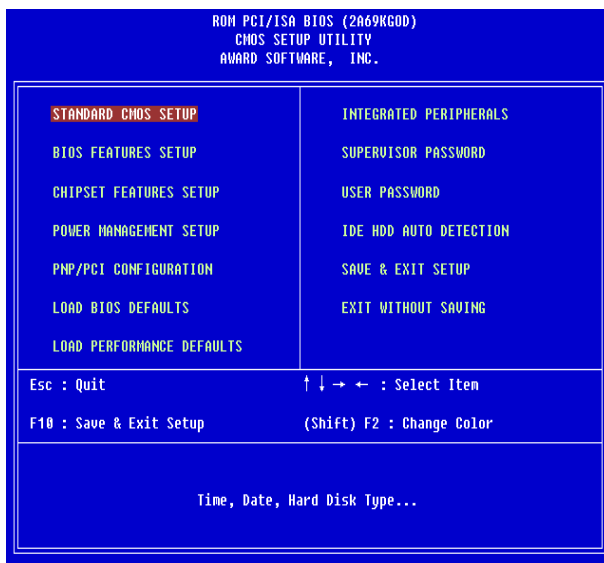 ROM PCI/ISA BIOS (2A69KGOD)
CMOS SETUP UTILITY
AWARD SOFTWARE, INC.
STANDARD CMOS SETUP
BIOS FEATURES SETUP
CHIPSET FEATURES SETUP
POWER MANAGEMENT SETUP
PNP/PCI CONFIGURATION
LOAD BIOS DEFAULTS
LOAD PERFORMANCE DEFAULTS
INTEGRATED PERIPHERALS
SUPERVISOR PASSWORD
USER PASSWORD
IDE HDD AUTO DETECTION
SAVE & EXIT SETUP
EXIT WITHOUT SAVING
Esc : Quit
↑ ↓ → ← : Select Item
F10 : Save & Exit Setup
(Shift) F2 : Change Color
Time, Date, Hard Disk Type...